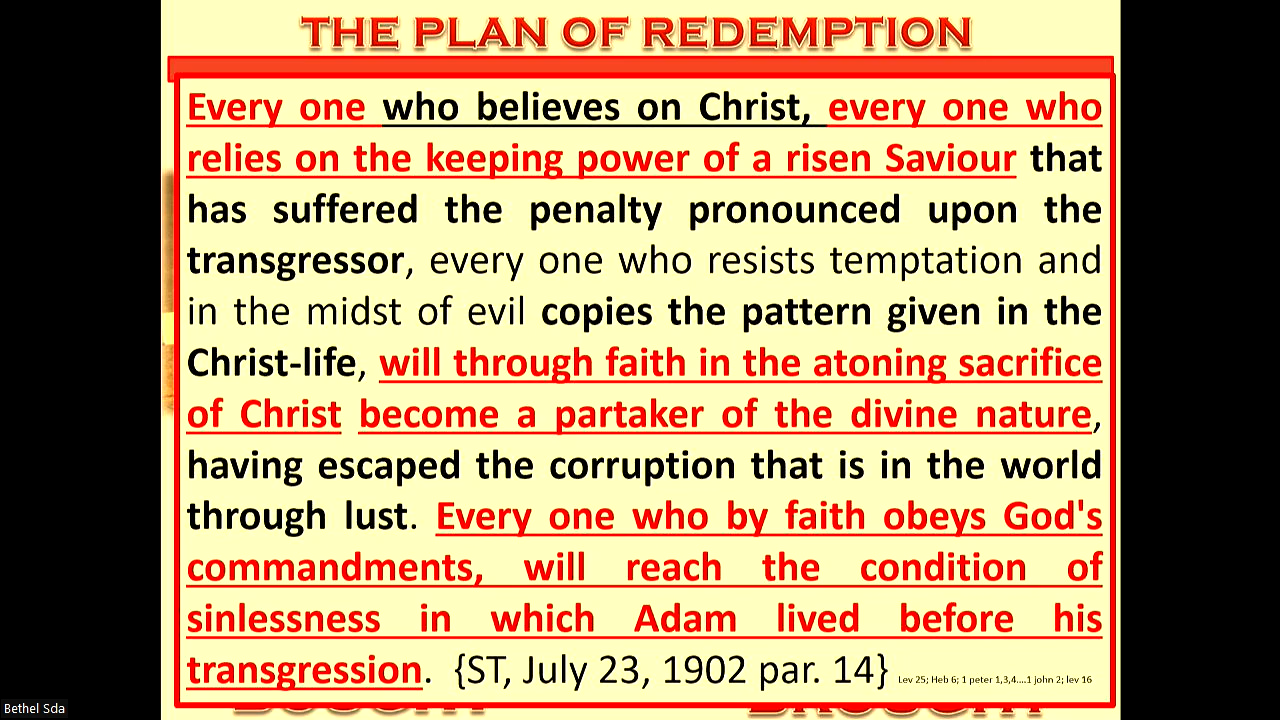 THE PLAN OF REDEMPTION
Every one who believes on Christ, every one who
relies on the keeping power of a risen Saviour that
has suffered the penalty pronounced upon the
transgressor, every one who resists temptation and
in the midst of evil copies the pattern given in the
Christ-life, will through faith in the atoning sacrifice
of Christ become a partaker of the divine nature,
having escaped the corruption that is in the world
through lust. Every one who by faith obeys God's
commandments, will reach the condition of
sinlessness in which Adam lived before his
transgression. {ST, July 23, 1902 par. 14} Lev 25; Heb 6; 1 peter 1,3,4....1 john 2; lev 16
Bethel Sda